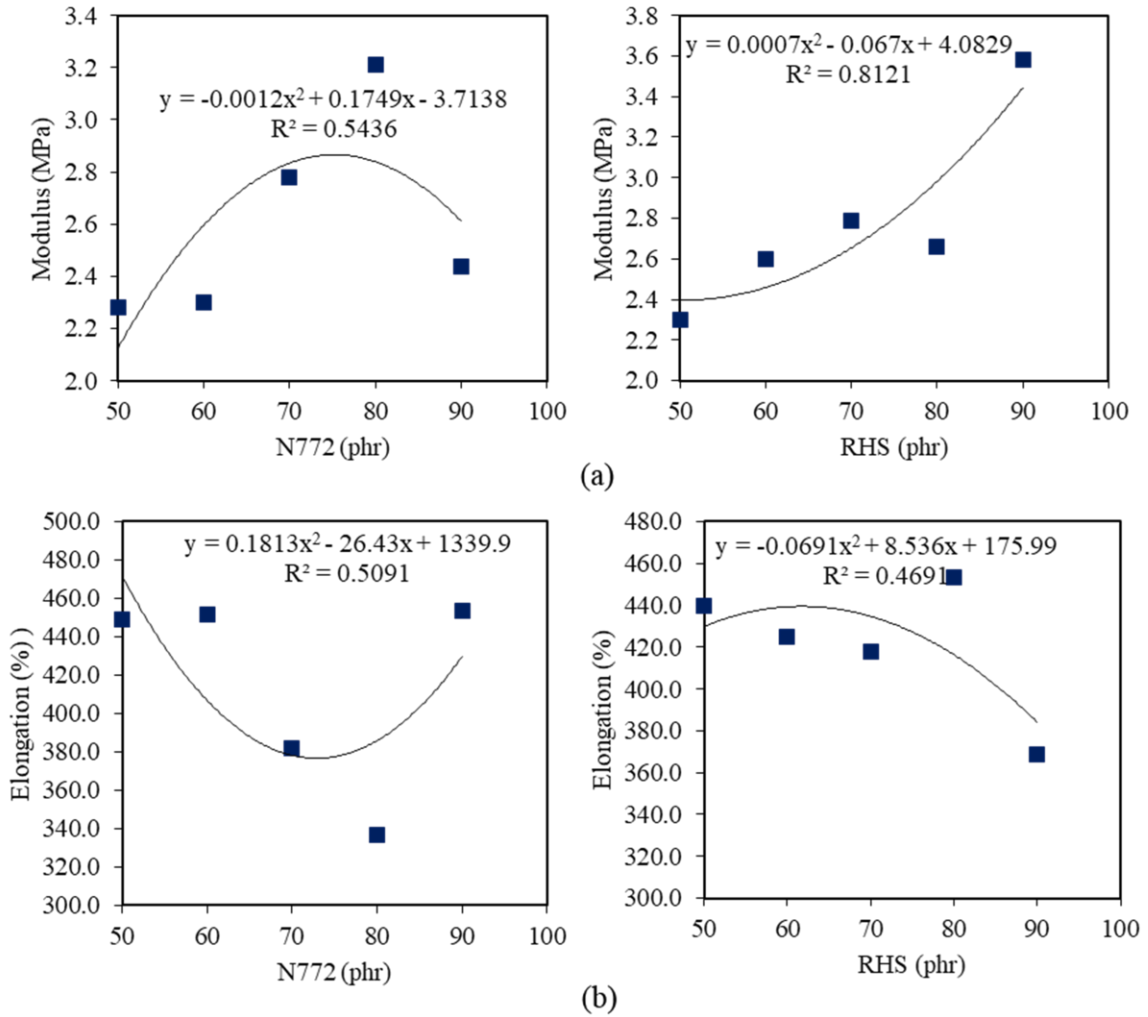 3.4
3.2
3.0
2.8
2.6
2.4
2.2
2.0
Modulus (MPa)
y = -0.0012x² + 0.1749x - 3.7138
R² = 0.5436
50 60 70 80 90 100
N772 (phr)
3.8
3.6
3.4
3.2
3.0
2.8
2.6
2.4
2.2
2.0
Modulus (MPa)
y = 0.0007x² - 0.067x + 4.0829
R² = 0.8121
50 60 70 80 90 100
RHS (phr)
(a)
500.0
480.0
460.0
440.0
420.0
400.0
380.0
360.0
340.0
320.0
300.0
Elongation (%) )
y = 0.1813x² - 26.43x + 1339.9
R² = 0.5091
50 60 70 80 90 100
N772 (phr)
480.0
460.0
440.0
420.0
400.0
380.0
360.0
340.0
320.0
300.0
Elongation (%)
y = -0.0691x² + 8.536x + 175.99
R² = 0.4691
50 60 70 80 90 100
RHS (phr)
(b)